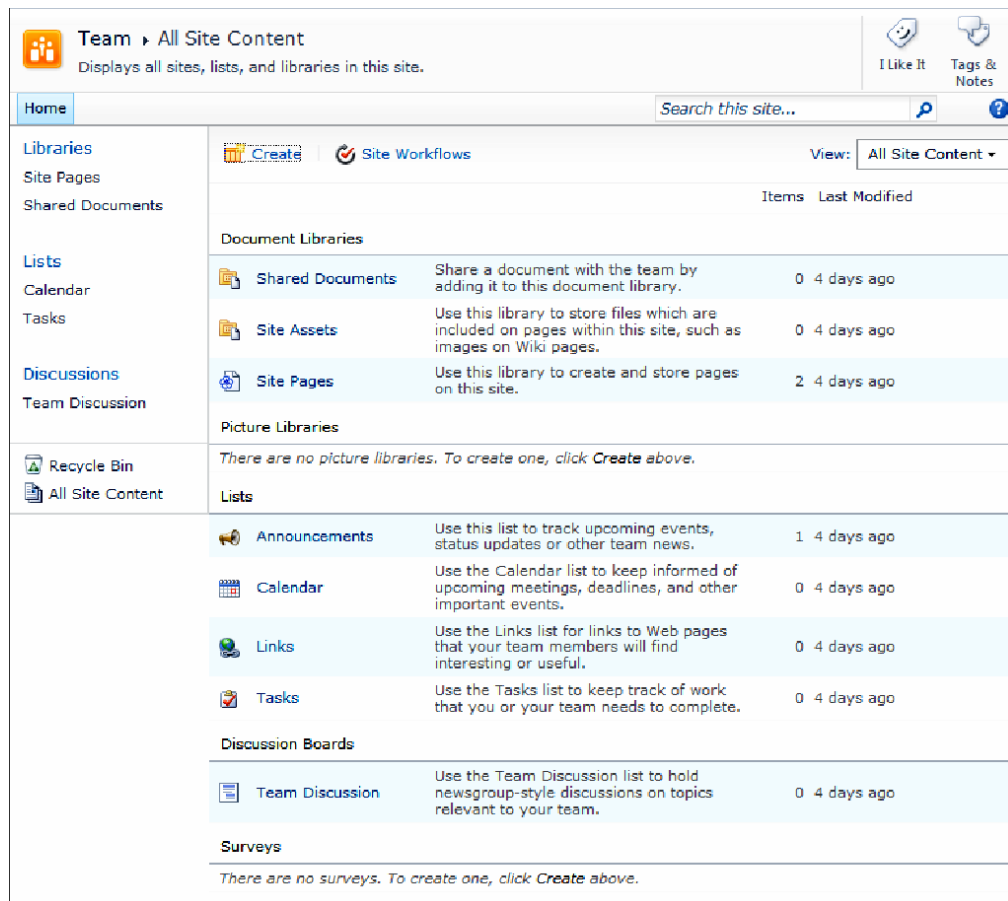 Team ▸ All Site Content
Displays all sites, lists, and libraries in this site.
I Like It
Tags &
Notes
Home
Search this site...
Libraries
Site Pages
Shared Documents
Lists
Calendar
Tasks
Discussions
Team Discussion
Recycle Bin
All Site Content
Create
Site Workflows
View:
All Site Content
Items Last Modified
Document Libraries
Shared Documents
Share a document with the team by
adding it to this document library.
0 4 days ago
Site Assets
Use this library to store files which are
included on pages within this site, such as
images on Wiki pages.
0 4 days ago
Site Pages
Use this library to create and store pages
on this site.
2 4 days ago
Picture Libraries
There are no picture libraries. To create one, click Create above.
Lists
Announcements
Use this list to track upcoming events,
status updates or other team news.
1 4 days ago
Calendar
Use the Calendar list to keep informed of
upcoming meetings, deadlines, and other
important events.
0 4 days ago
Links
Use the Links list for links to Web pages
that your team members will find
interesting or useful.
0 4 days ago
Tasks
Use the Tasks list to keep track of work
that you or your team needs to complete.
0 4 days ago
Discussion Boards
Team Discussion
Use the Team Discussion list to hold
newsgroup-style discussions on topics
relevant to your team.
0 4 days ago
Surveys
There are no surveys. To create one, click Create above.